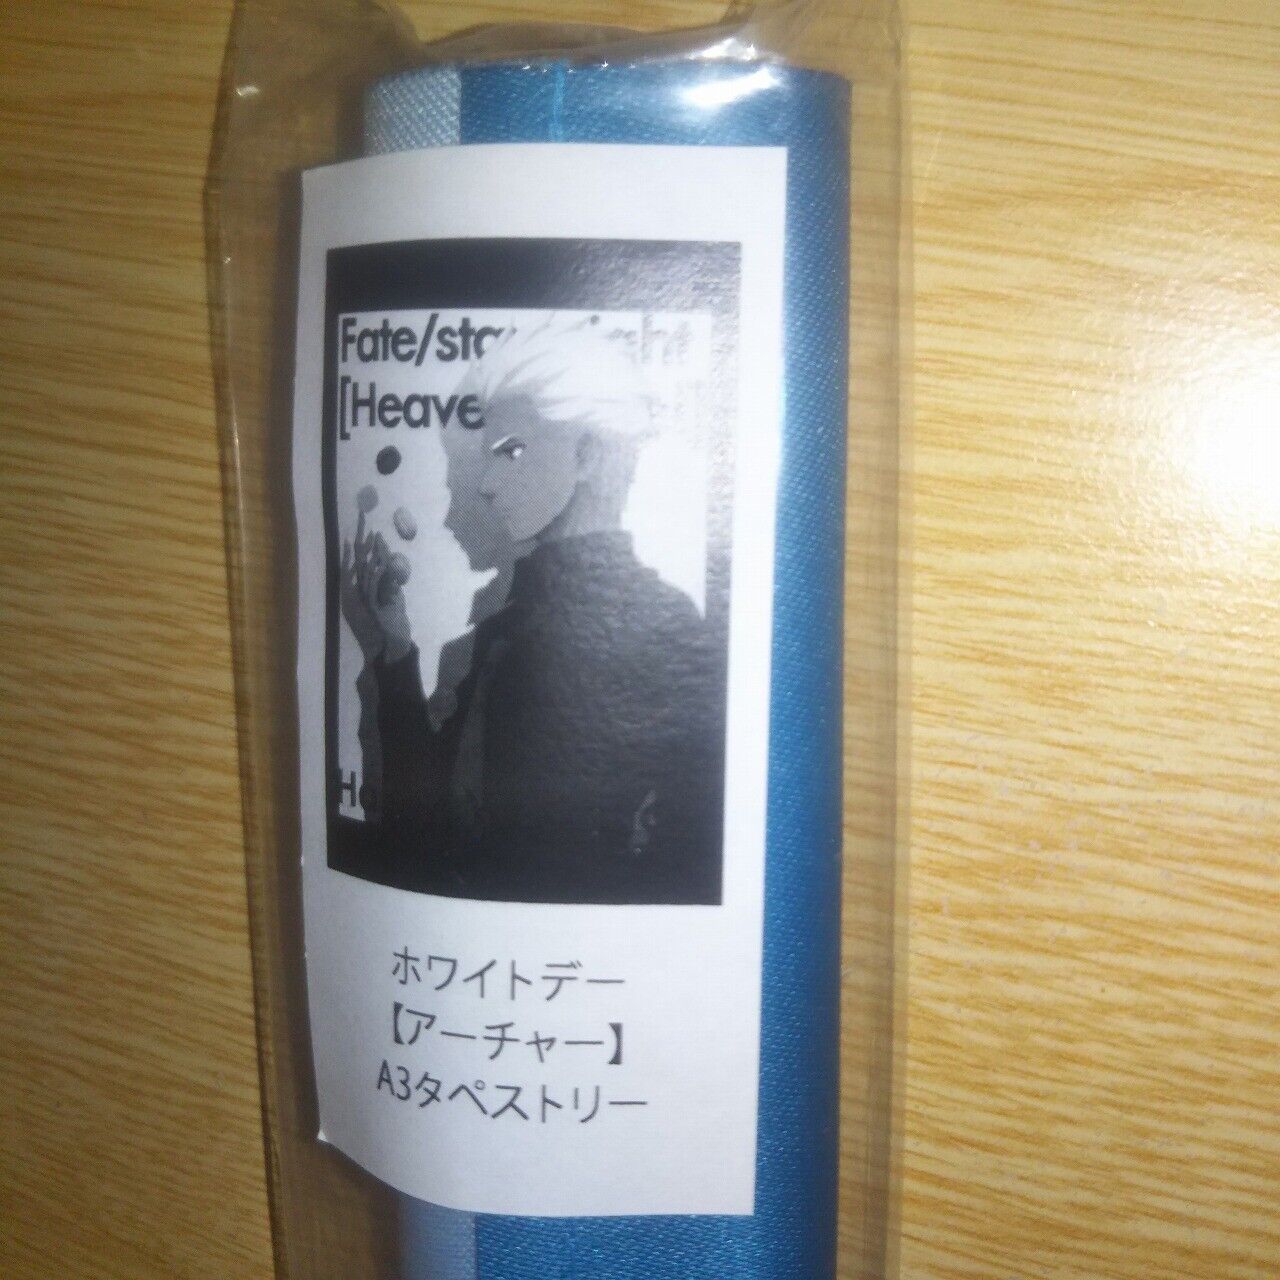 Fate/sta
[Heave
ホワイトデー
【アーチャー】
A3タペストリー